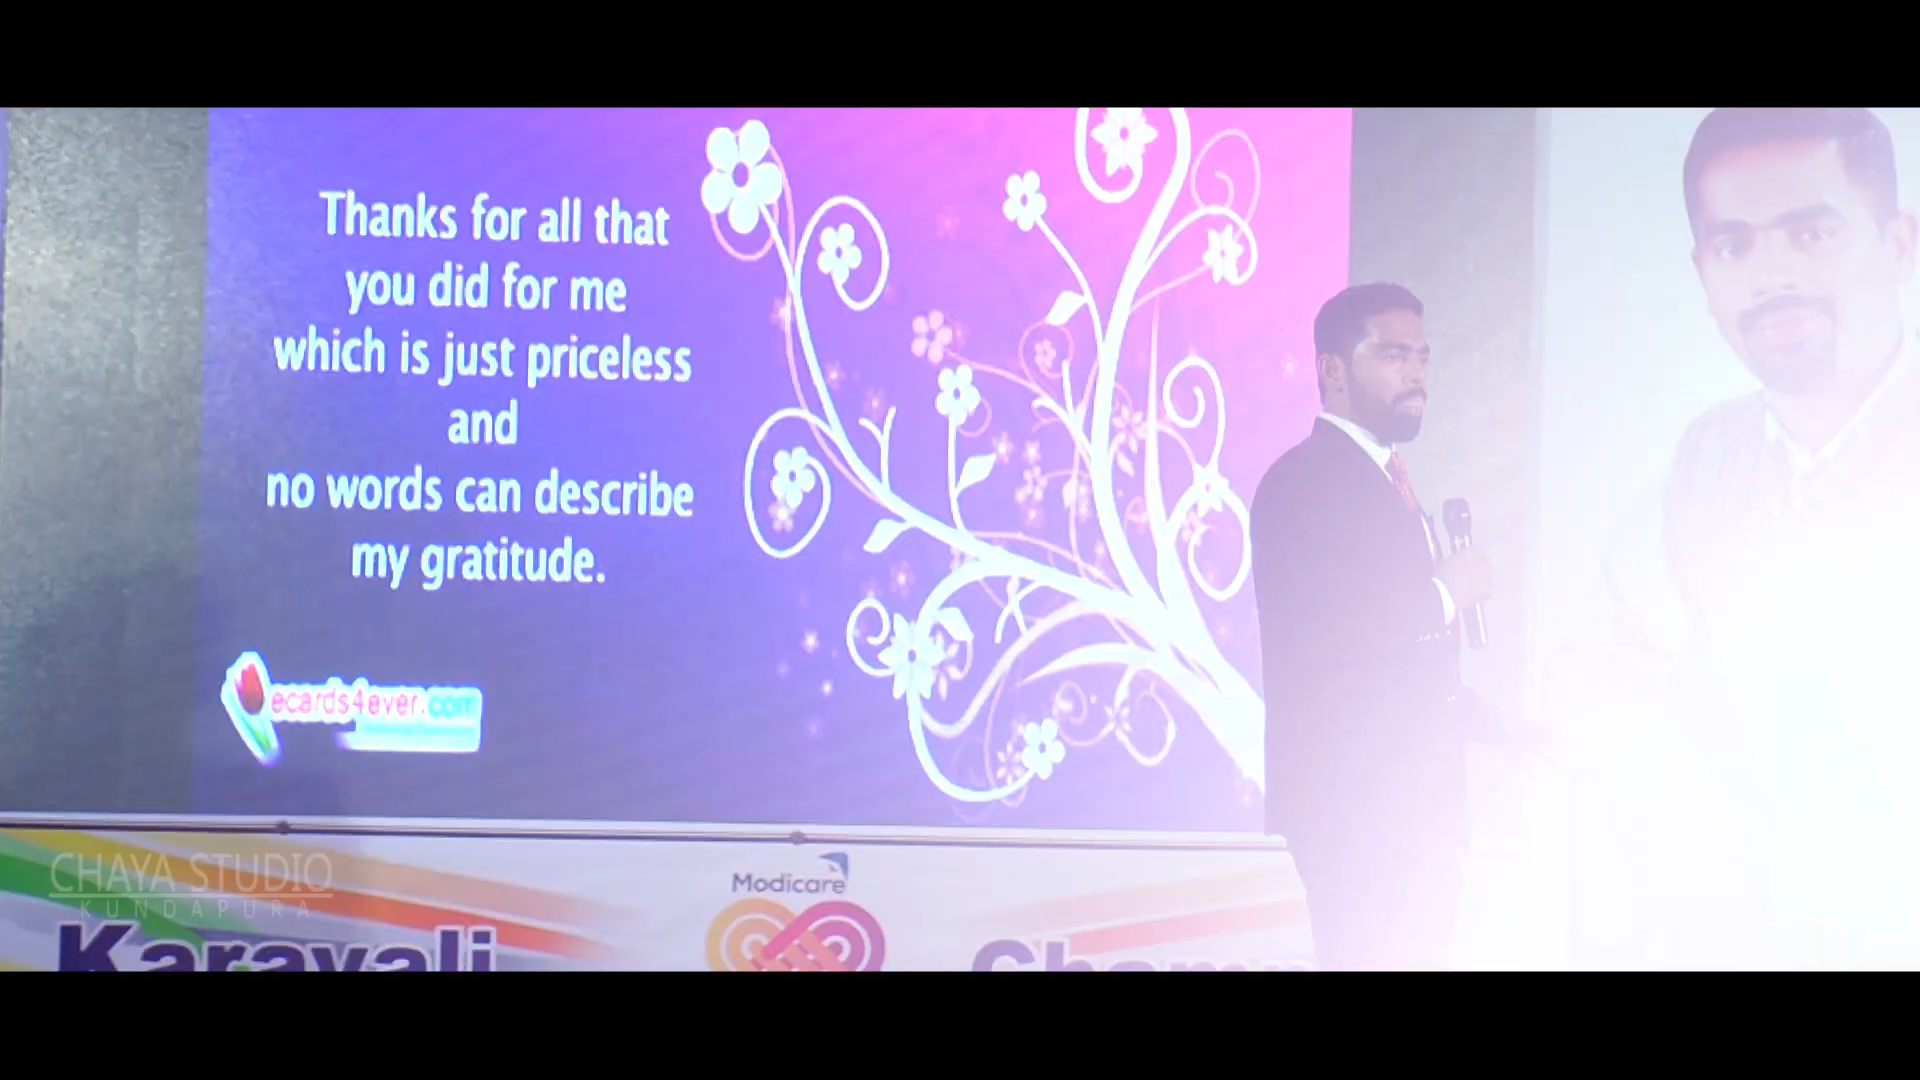 Thanks for all that
you did for me
which is just priceless
and
no words can describe
my gratitude.
ecards4ever.com
CHAYA STUDIO
KUNDAPURA
Modicare
Karavali